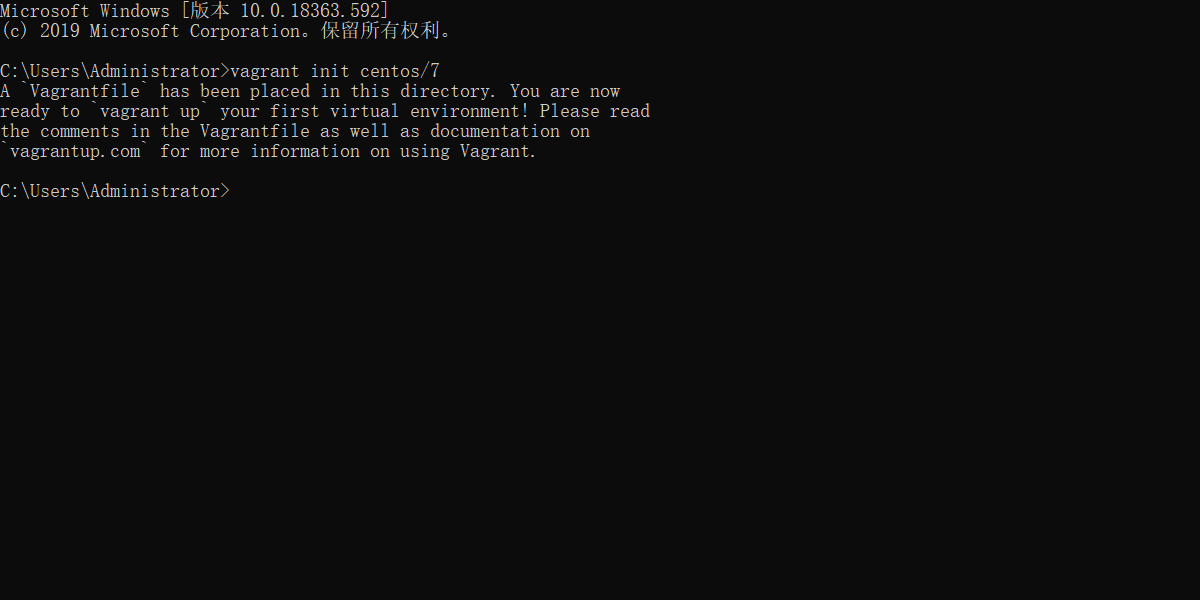 Microsoft Windows [版本 10.0.18363.592]
(c) 2019 Microsoft Corporation。保留所有权利。
C:\Users\Administrator>vagrant init centos/7
A `Vagrantfile` has been placed in this directory. You are now
ready to `vagrant up` your first virtual environment! Please read
the comments in the Vagrantfile as well as documentation on
`vagrantup.com` for more information on using Vagrant.
C:\Users\Administrator>